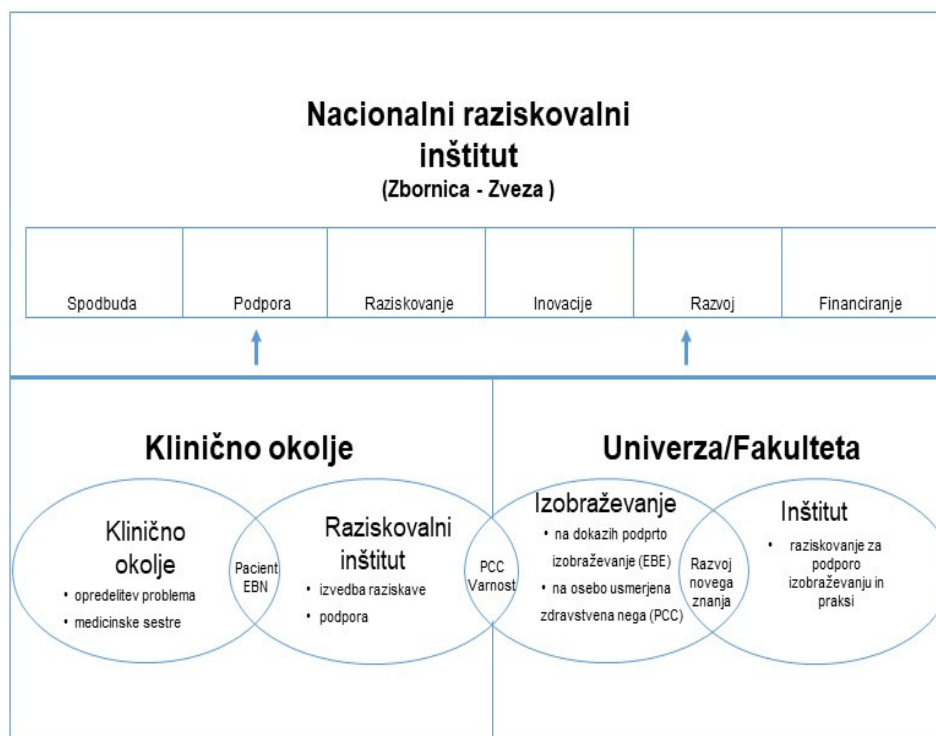 Nacionalni raziskovalni
inštitut
(Zbornica - Zveza )
Spodbuda
Podpora
Raziskovanje
Inovacije
Razvoj
Financiranje
Klinično okolje
Univerza/Fakulteta
Klinično
okolje
• opredelitev problema
• medicinske sestre
Pacient
EBN
Raziskovalni
inštitut
• izvedba raziskave
• podpora
PCC
Varnost
Izobraževanje
• na dokazih podprto
izobraževanje (EBE)
• na osebo usmerjena
zdravstvena nega (PCC)
Razvoj
novega
znanja
Inštitut
• raziskovanje za
podporo
izobraževanju in
praksi